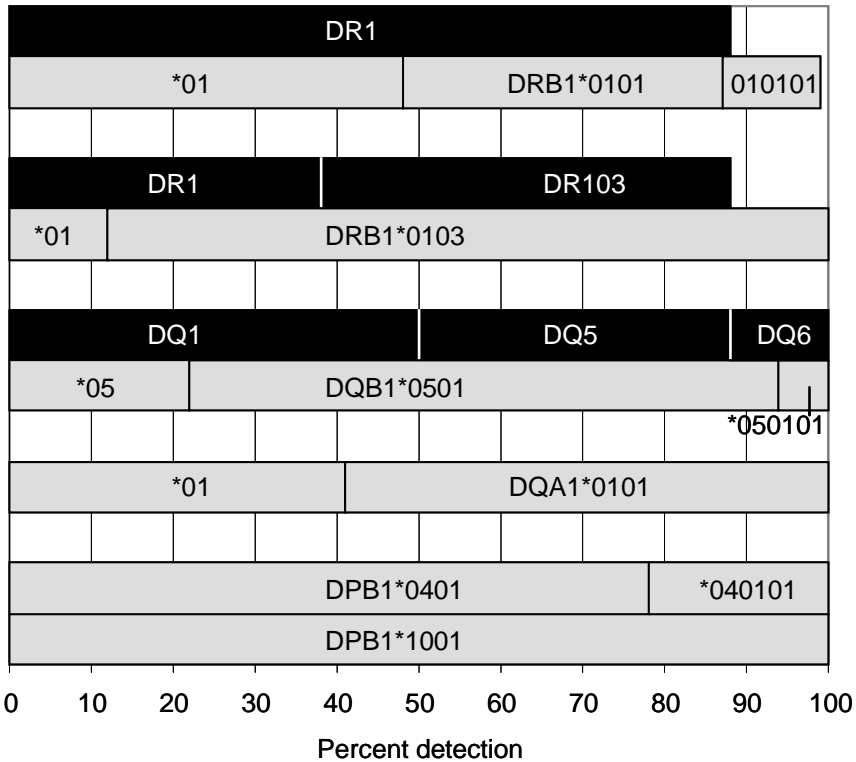 DR1
*01 DRB1*0101 010101
DR1 DR103
*01 DRB1*0103
DQ1 DQ5 DQ6
*05 DQB1*0501
*050101
*01 DQA1*0101
DPB1*0401 *040101
DPB1*1001
0 10 20 30 40 50 60 70 80 90 100
Percent detection